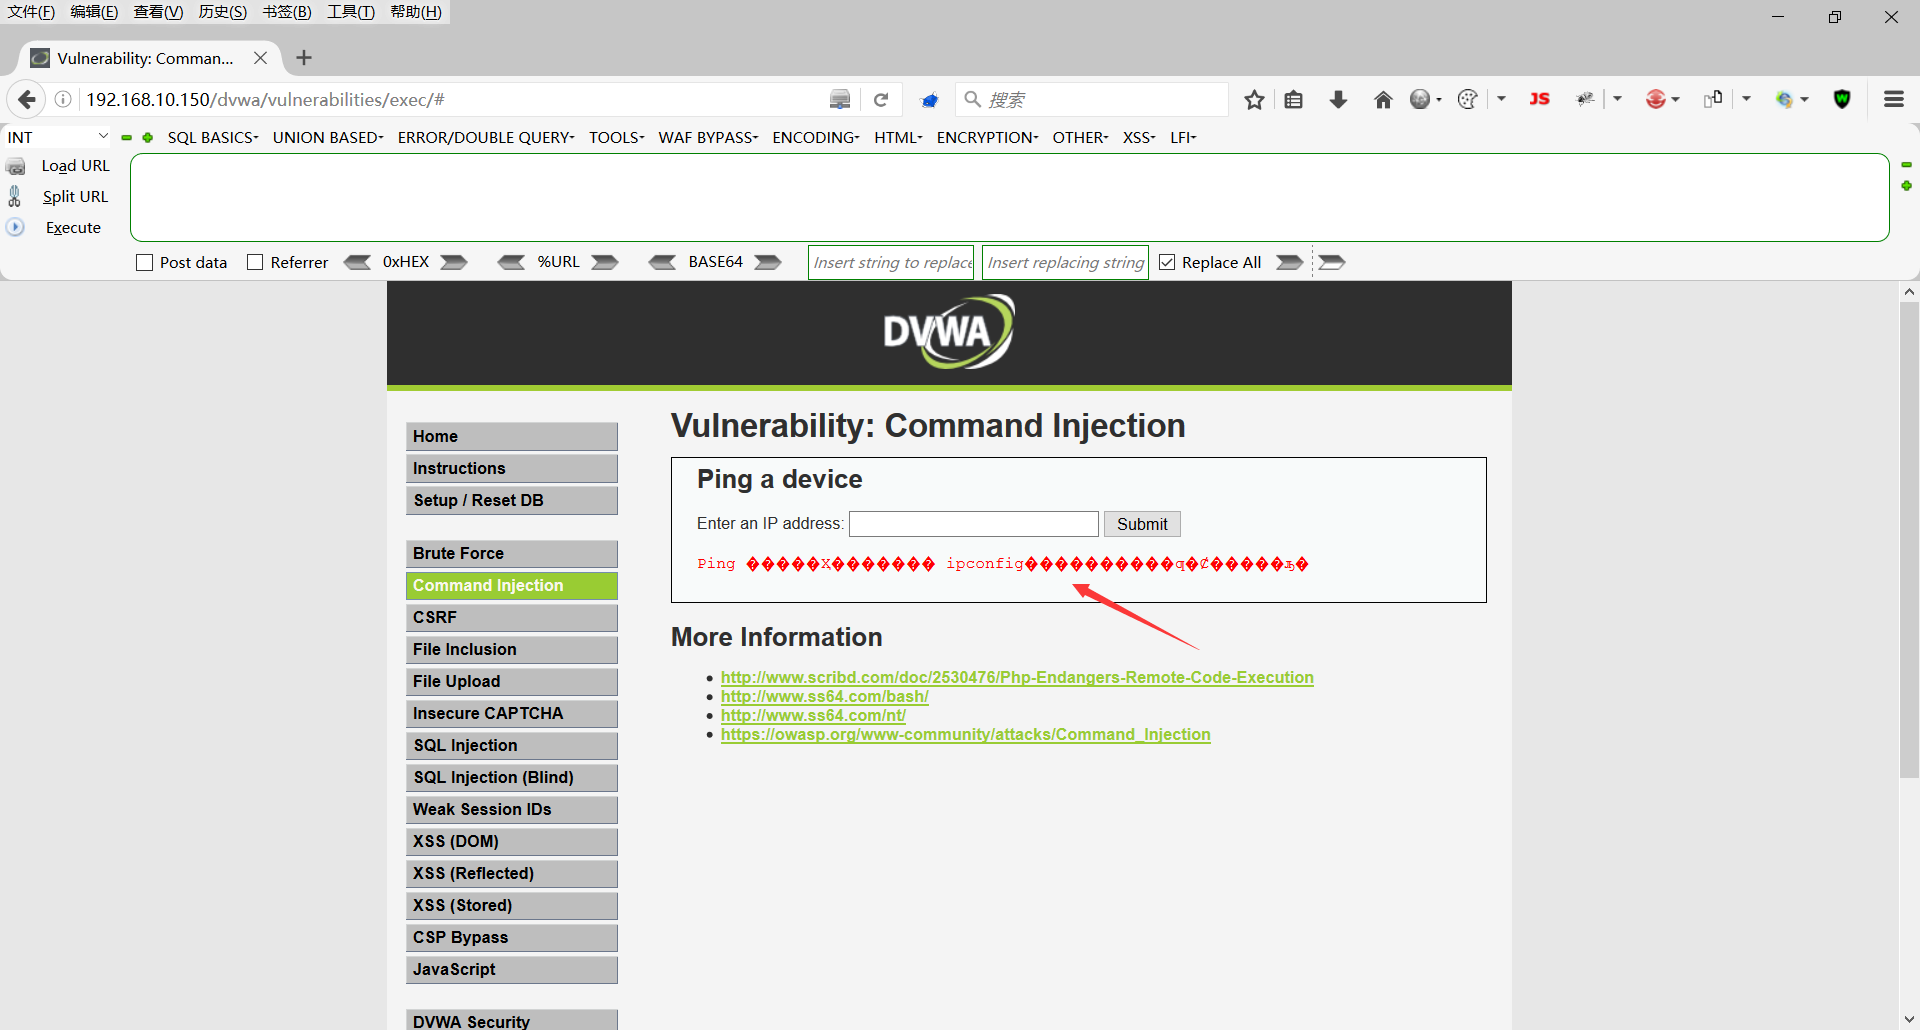 文件(F) 编辑(E) 查看(V) 历史(S) 书签(B) 工具(T) 帮助(H)
Vulnerability: Comman...
192.168.10.150/dvwa/vulnerabilities/exec/#
搜索
JS
INT
SQL BASICS UNION BASED ERROR/DOUBLE QUERY TOOLS WAF BYPASS ENCODING HTML ENCRYPTION OTHER XSS LFI
Load URL
Split URL
Execute
Post data Referrer 0xHEX %URL BASE64 Insert string to replace Insert replacing string Replace All
DVWA
Vulnerability: Command Injection
Ping a device
Enter an IP address: Submit
Ping �����Ҳ������� ipconfig�����������ɋ�Ȼ�����ԡ�
More Information
http://www.scribd.com/doc/2530476/Php-Endangers-Remote-Code-Execution
http://www.ss64.com/bash/
http://www.ss64.com/nt/
https://owasp.org/www-community/attacks/Command_Injection
Home
Instructions
Setup / Reset DB
Brute Force
Command Injection
CSRF
File Inclusion
File Upload
Insecure CAPTCHA
SQL Injection
SQL Injection (Blind)
Weak Session IDs
XSS (DOM)
XSS (Reflected)
XSS (Stored)
CSP Bypass
JavaScript
DVWA Security